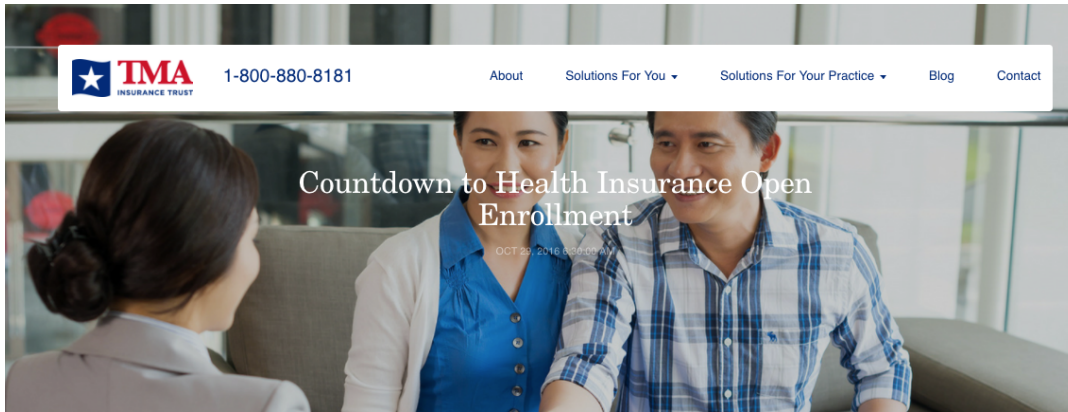 TMA
INSURANCE TRUST
1-800-880-8181
About
Solutions For You
Solutions For Your Practice
Blog
Contact
Countdown to Health Insurance Open
Enrollment
OCT 29, 2016 8:30:00 AM